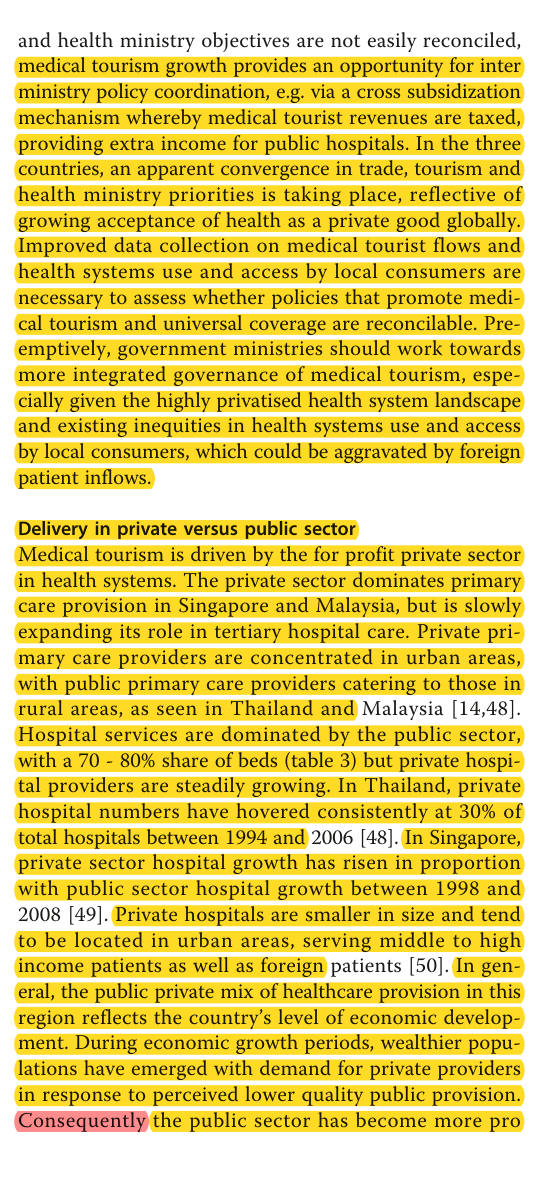 and health ministry objectives are not easily reconciled,
medical tourism growth provides an opportunity for inter
ministry policy coordination, e.g. via a cross subsidization
mechanism whereby medical tourist revenues are taxed,
providing extra income for public hospitals. In the three
countries, an apparent convergence in trade, tourism and
health ministry priorities is taking place, reflective of
growing acceptance of health as a private good globally.
Improved data collection on medical tourist flows and
health systems use and access by local consumers are
necessary to assess whether policies that promote medi-
cal tourism and universal coverage are reconcilable. Pre-
emptively, government ministries should work towards
more integrated governance of medical tourism, espe-
cially given the highly privatised health system landscape
and existing inequities in health systems use and access
by local consumers, which could be aggravated by foreign
patient inflows.
Delivery in private versus public sector
Medical tourism is driven by the for profit private sector
in health systems. The private sector dominates primary
care provision in Singapore and Malaysia, but is slowly
expanding its role in tertiary hospital care. Private pri-
mary care providers are concentrated in urban areas,
with public primary care providers catering to those in
rural areas, as seen in Thailand and Malaysia [14,48].
Hospital services are dominated by the public sector,
with a 70 - 80% share of beds (table 3) but private hospi-
tal providers are steadily growing. In Thailand, private
hospital numbers have hovered consistently at 30% of
total hospitals between 1994 and 2006 [48]. In Singapore,
private sector hospital growth has risen in proportion
with public sector hospital growth between 1998 and
2008 [49]. Private hospitals are smaller in size and tend
to be located in urban areas, serving middle to high
income patients as well as foreign patients [50]. In gen-
eral, the public private mix of healthcare provision in this
region reflects the country's level of economic develop-
ment. During economic growth periods, wealthier popu-
lations have emerged with demand for private providers
in response to perceived lower quality public provision.
Consequently the public sector has become more pro